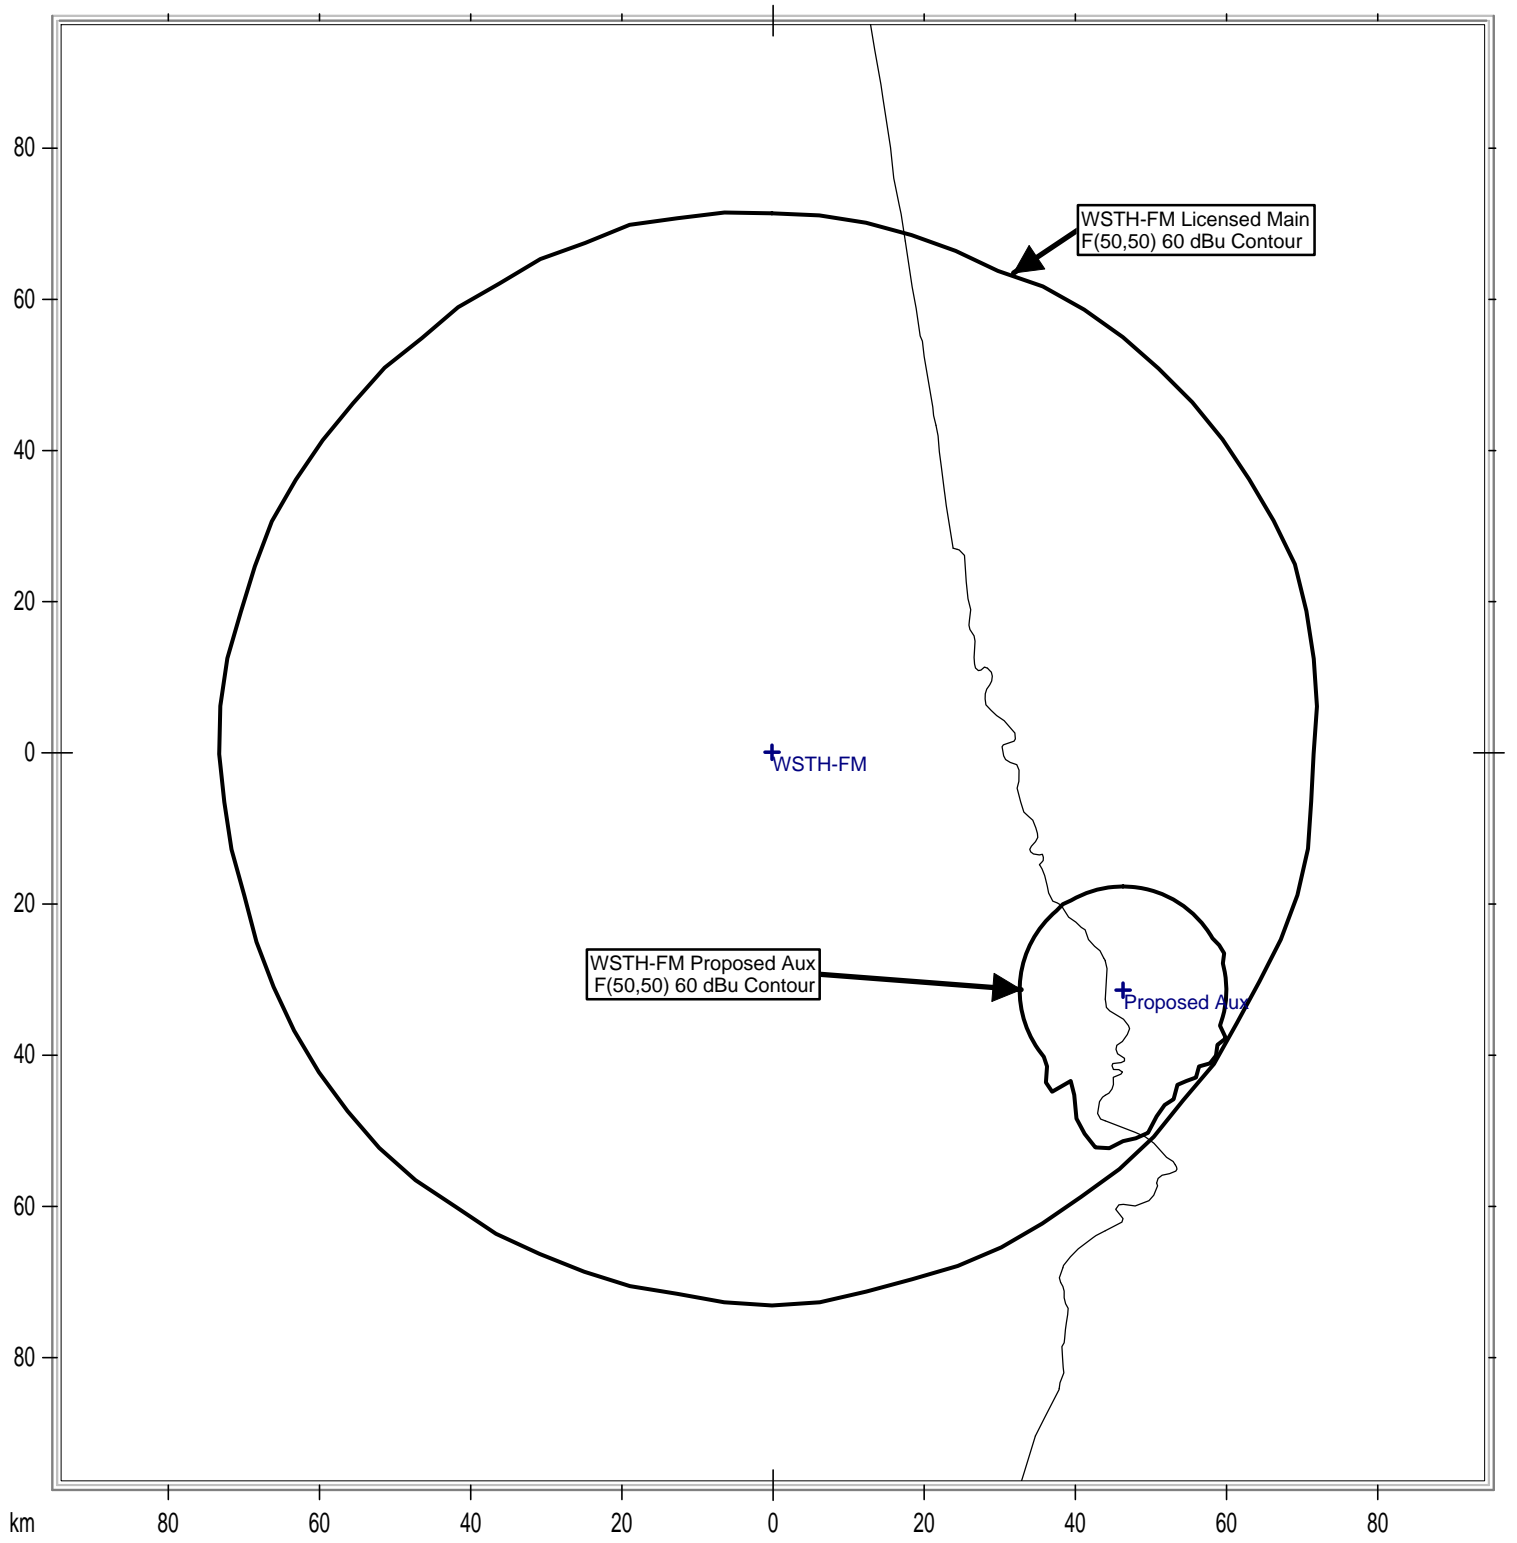 80
WSTH-FM Licensed Main
F(50,50) 60 dBu Contour
60
40
20
0
WSTH-FM
20
WSTH-FM Proposed Aux
F(50,50) 60 dBu Contour
Proposed Aux
40
60
80
km 80 60 40 20 0 20 40 60 80